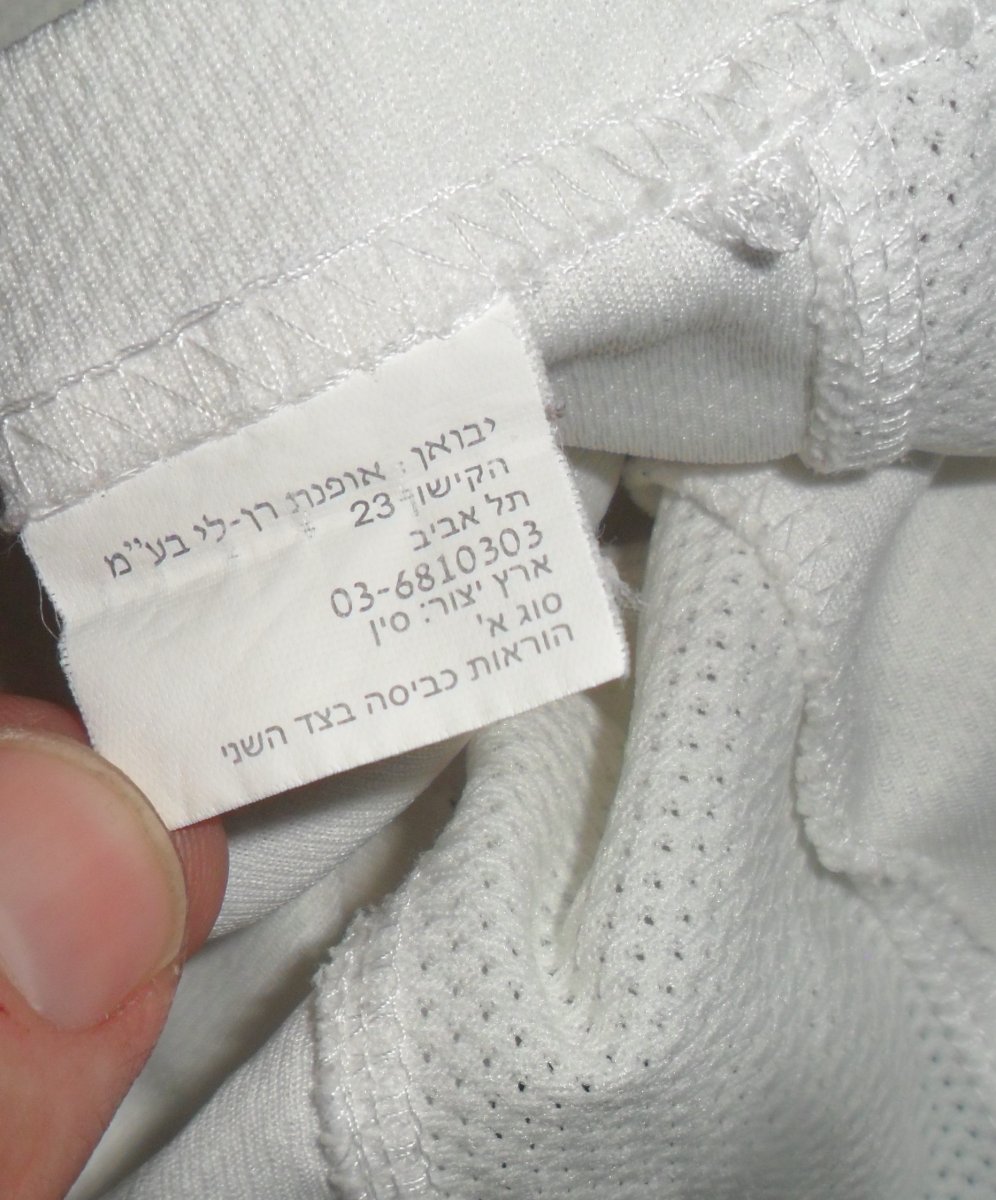 יבואן: אופנת רן-לי בע"מ
הקישון 23
תל אביב
03-6810303
ארץ יצור: סין
סוג א'
הוראות כביסה בצד השני